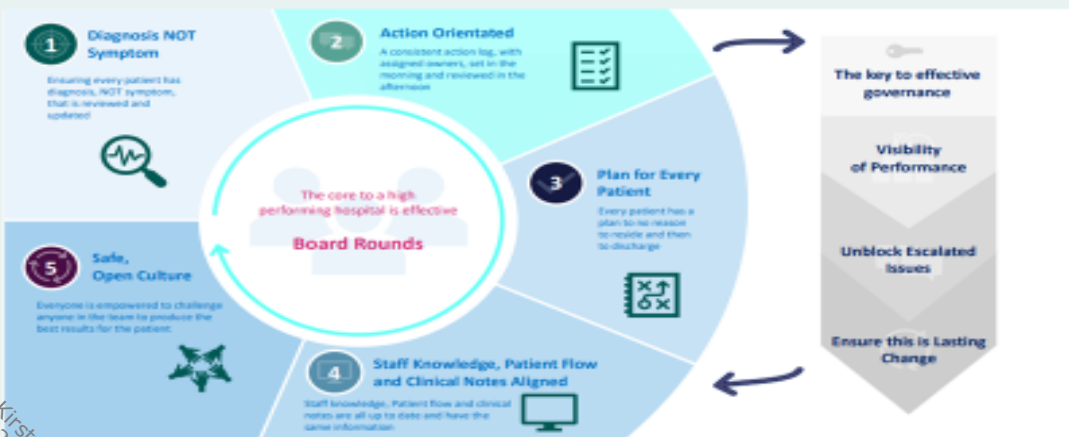 1
Diagnosis NOT
Symptom
Ensuring every patient has
diagnosis, NOT symptom,
that is reviewed and
updated
2
Action Orientated
A consistent action log, with
assigned owners, set in the
morning and reviewed in the
afternoon
3
Plan for Every
Patient
Every patient has a
plan to no reason
to reside and then
to discharge
4
Staff Knowledge, Patient Flow
and Clinical Notes Aligned
Staff knowledge, Patient flow and clinical
notes are all up to date and have the
same information
5
Safe,
Open Culture
Everyone is empowered to challenge
anyone in the team to produce the
best results for the patient
The core to a high
performing hospital is effective
Board Rounds
The key to effective
governance
Visibility
of Performance
Unblock Escalated
Issues
Ensure this is Lasting
Change